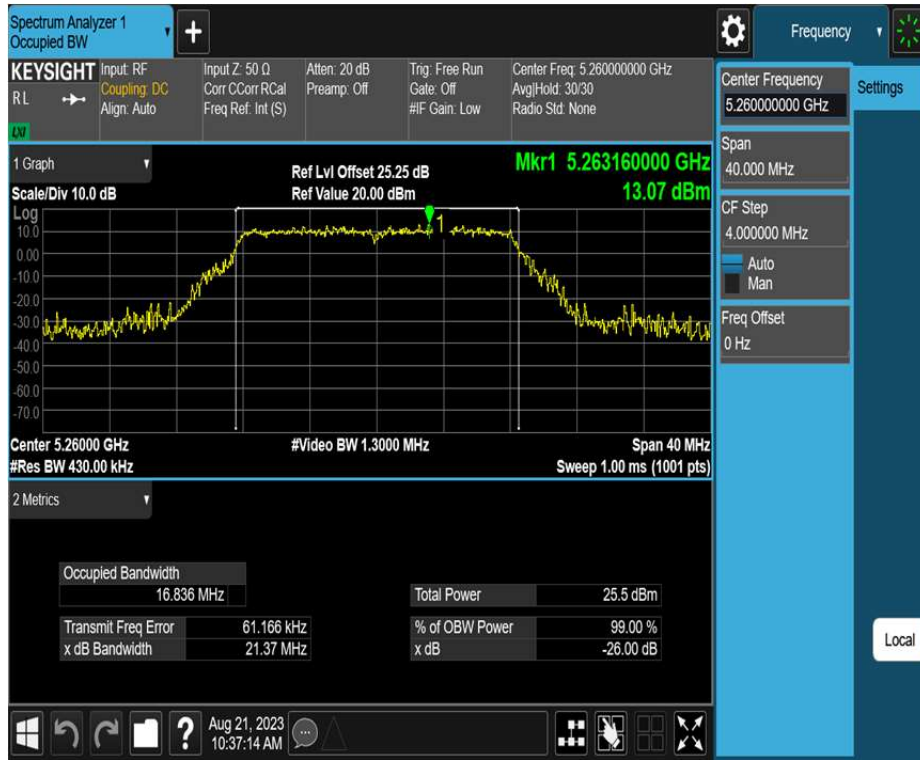 Spectrum Analyzer 1
Occupied BW
+
Frequency
KEYSIGHT
R L
LXI
Input: RF
Coupling: DC
Align: Auto
Input Z: 50 Ω
Corr CCorr RCal
Freq Ref: Int (S)
Atten: 20 dB
Preamp: Off
Trig: Free Run
Gate: Off
#IF Gain: Low
Center Freq: 5.260000000 GHz
Avg|Hold: 30/30
Radio Std: None
Center Frequency
5.260000000 GHz
Settings
Span
40.000 MHz
CF Step
4.000000 MHz
Auto
Man
Freq Offset
0 Hz
1 Graph
Scale/Div 10.0 dB
Ref Lvl Offset 25.25 dB
Ref Value 20.00 dBm
Mkr1 5.263160000 GHz
13.07 dBm
Log
10.0
0.00
-10.0
-20.0
-30.0
-40.0
-50.0
-60.0
-70.0
1
Center 5.26000 GHz
#Video BW 1.3000 MHz
Span 40 MHz
#Res BW 430.00 kHz
Sweep 1.00 ms (1001 pts)
2 Metrics
Occupied Bandwidth
16.836 MHz
Total Power 25.5 dBm
Transmit Freq Error 61.166 kHz
% of OBW Power 99.00 %
x dB Bandwidth 21.37 MHz
x dB -26.00 dB
Local
?
Aug 21, 2023
10:37:14 AM